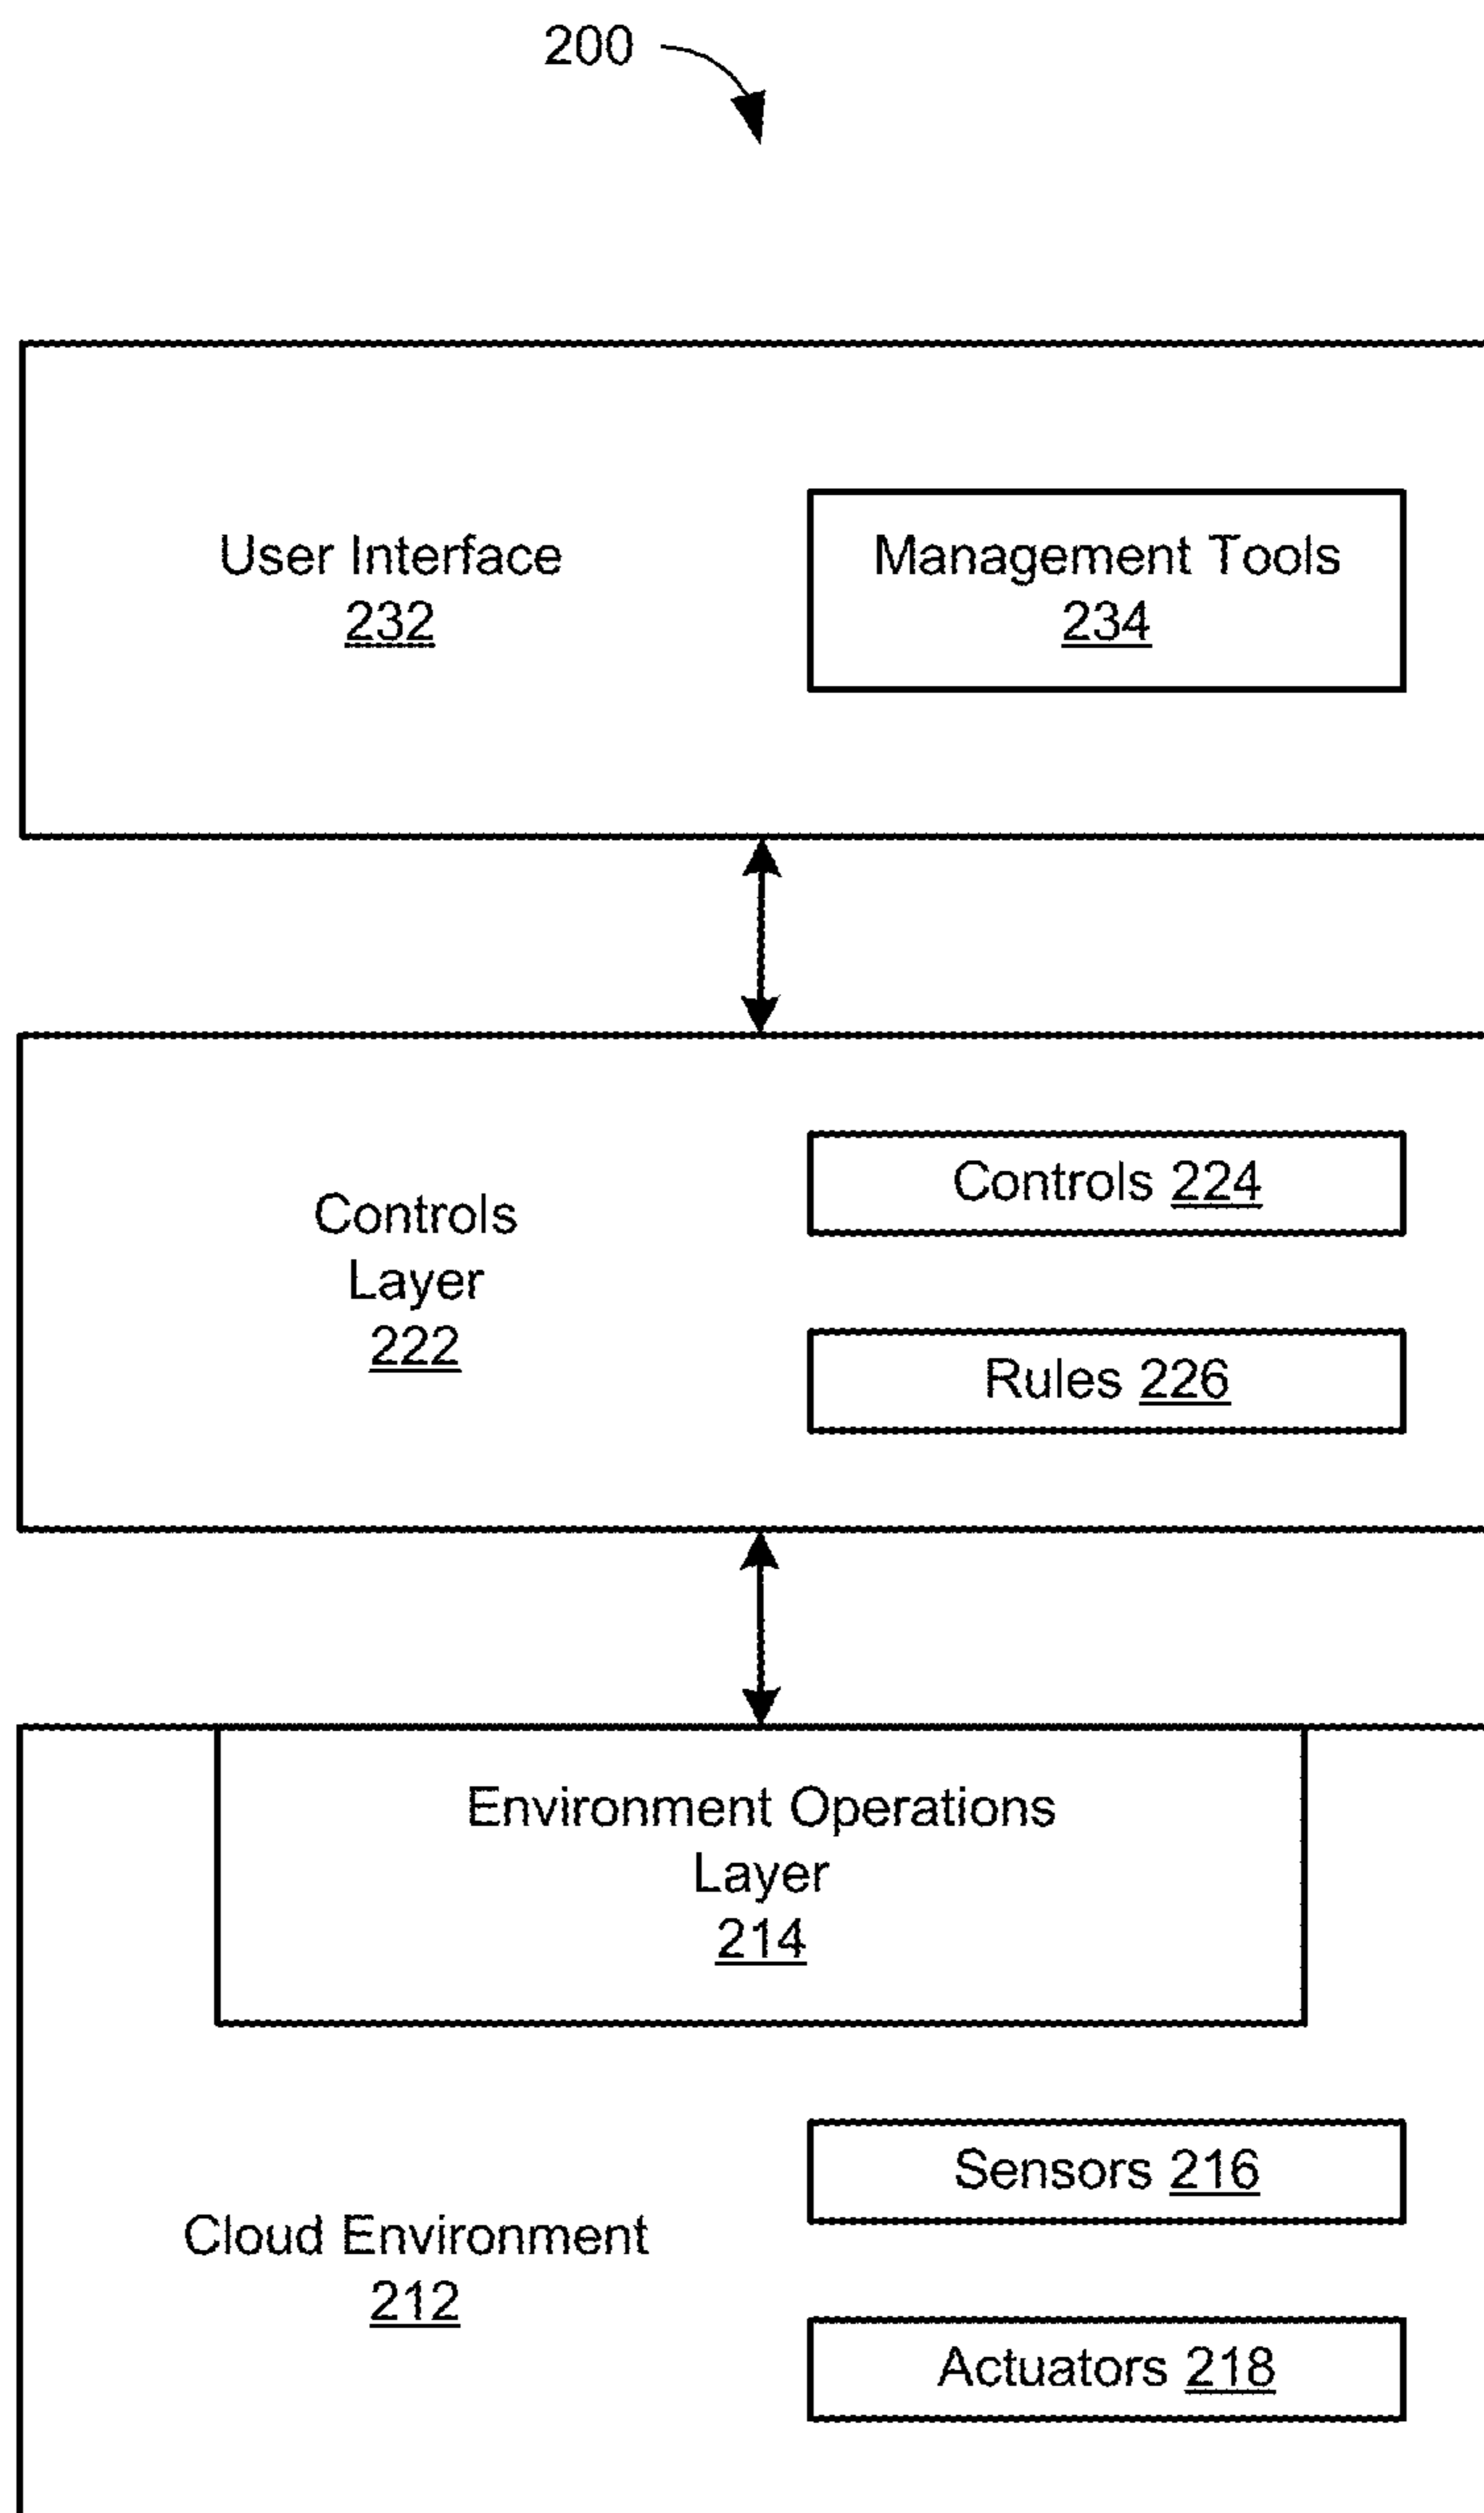 200
User Interface
232
Management Tools
234
Controls
Layer
222
Controls 224
Rules 226
Environment Operations
Layer
214
Cloud Environment
212
Sensors 216
Actuators 218